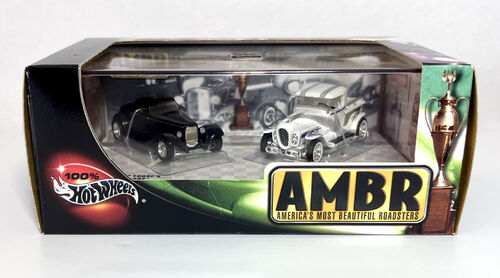 100%
Hot Wheels
AMBR
AMERICA'S MOST BEAUTIFUL ROADSTERS